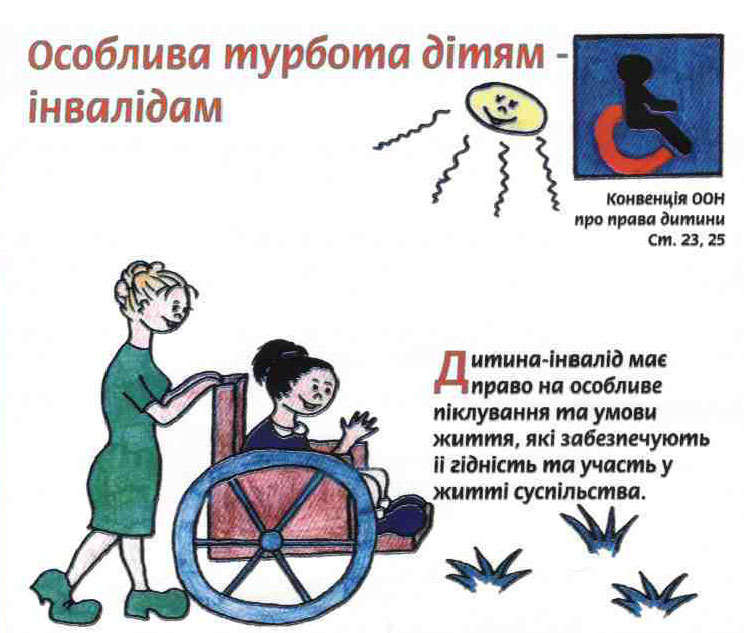 Особлива турбота дітям -
інвалідам
Конвенція ООН
про права дитини
Ст. 23, 25
Дитина-інвалід має
право на особливе
піклування та умови
життя, які забезпечують
іі гідність та участь у
житті суспільства.